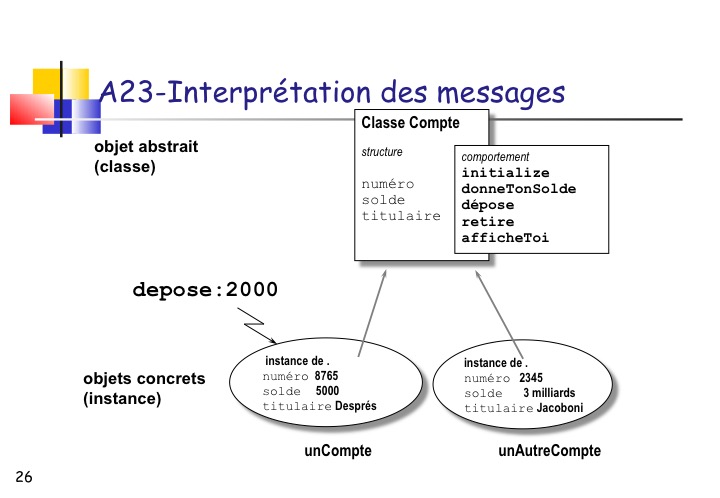 A23-Interprétation des messages
objet abstrait
(classe)
Classe Compte
structure
numéro
solde
titulaire
comportement
initialize
donneTonSolde
dépose
retire
afficheToi
depose:2000
objets concrets
(instance)
instance de .
numéro 8765
solde 5000
titulaire Després
unCompte
instance de .
numéro 2345
solde 3 milliards
titulaire Jacoboni
unAutreCompte
26